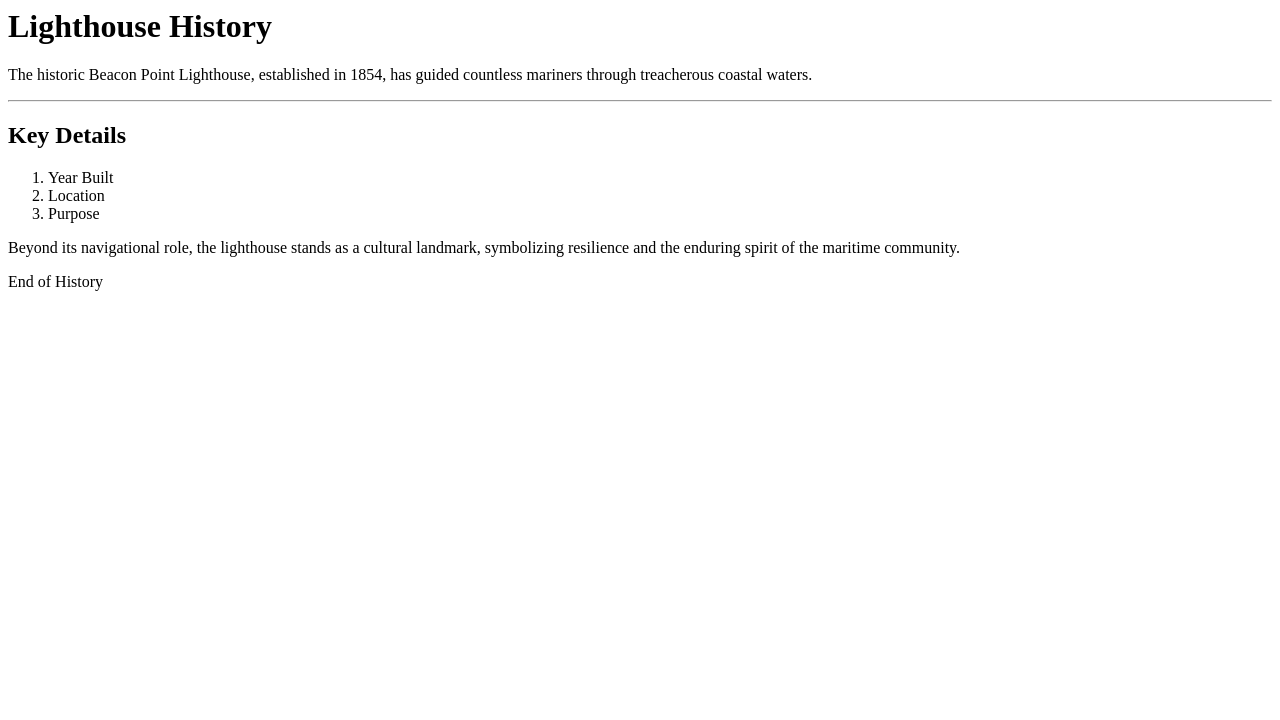 Lighthouse History
The historic Beacon Point Lighthouse, established in 1854, has guided countless mariners through treacherous coastal waters.
Key Details
1. Year Built
2. Location
3. Purpose
Beyond its navigational role, the lighthouse stands as a cultural landmark, symbolizing resilience and the enduring spirit of the maritime community.
End of History